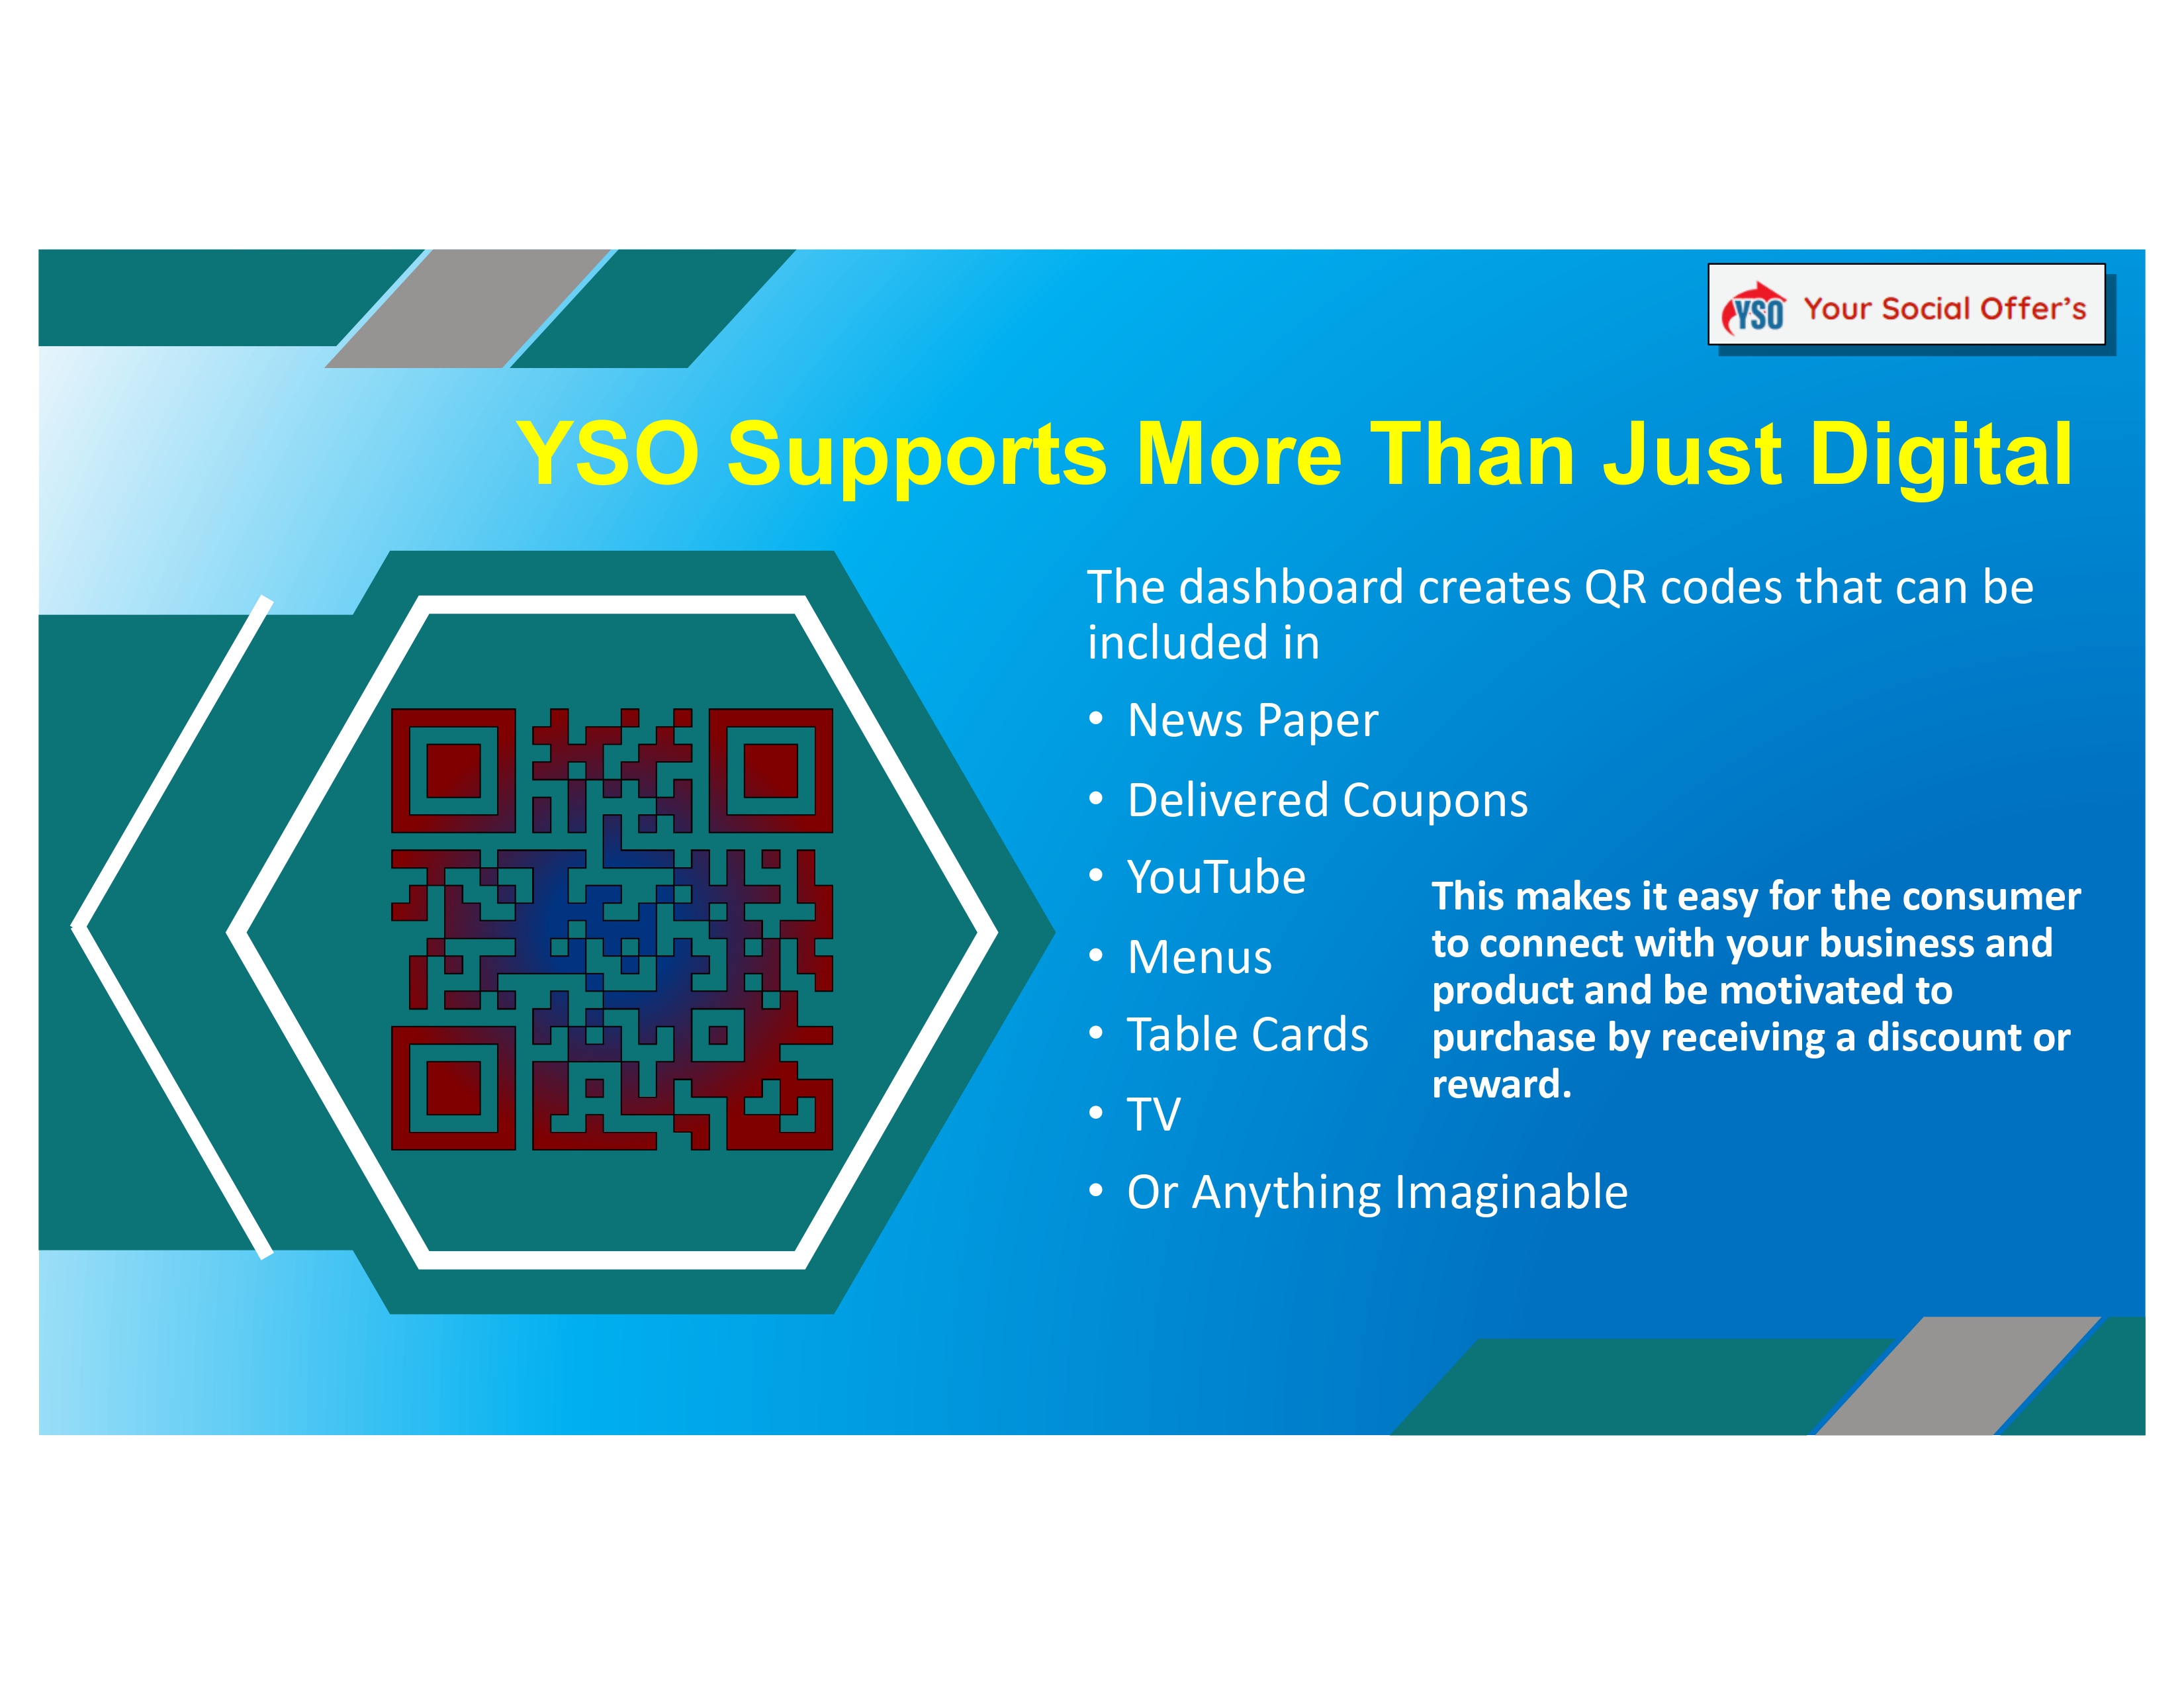 YSO Your Social Offer's
YSO Supports More Than Just Digital
The dashboard creates QR codes that can be
included in
• News Paper
• Delivered Coupons
• YouTube
• Menus
• Table Cards
• TV
• Or Anything Imaginable
This makes it easy for the consumer
to connect with your business and
product and be motivated to
purchase by receiving a discount or
reward.